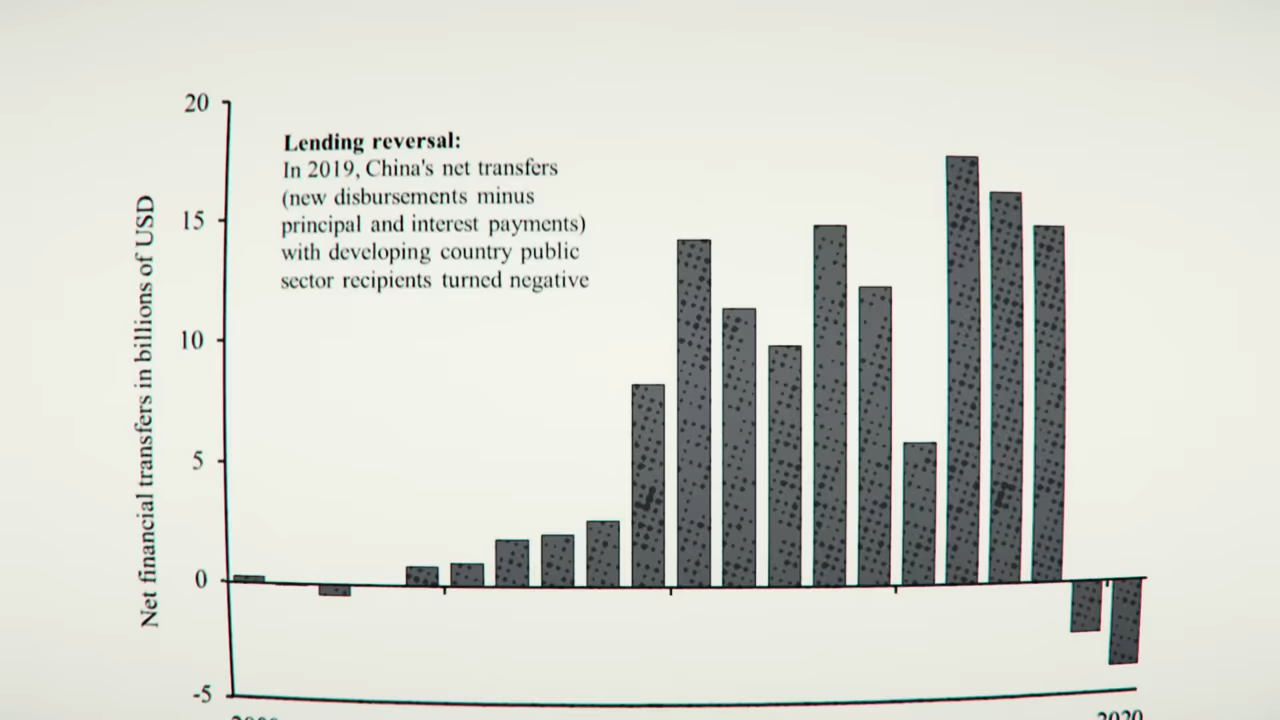 20
Lending reversal:
In 2019, China's net transfers
(new disbursements minus
principal and interest payments)
with developing country public
sector recipients turned negative
15
10
5
0
-5
Net financial transfers in billions of USD
2020